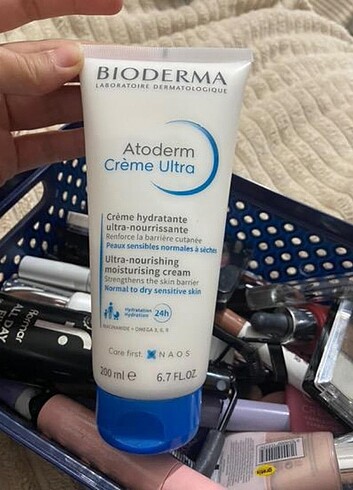 BIODERMA
LABORATOIRE DERMATOLOGIQUE
Atoderm
Crème Ultra
Crème hydratante
ultra-nourrissante
Renforce la barrière cutanée
Peaux sensibles normales à sèches
Ultra-nourishing
moisturising cream
Strengthens the skin barrier
Normal to dry sensitive skin
Hydratation
Hydration
24h
NIACINAMIDE + OMEGA 3, 6, 9
Care first.
NAOS
200 ml e 6.7 FL.OZ.
ALL DAY